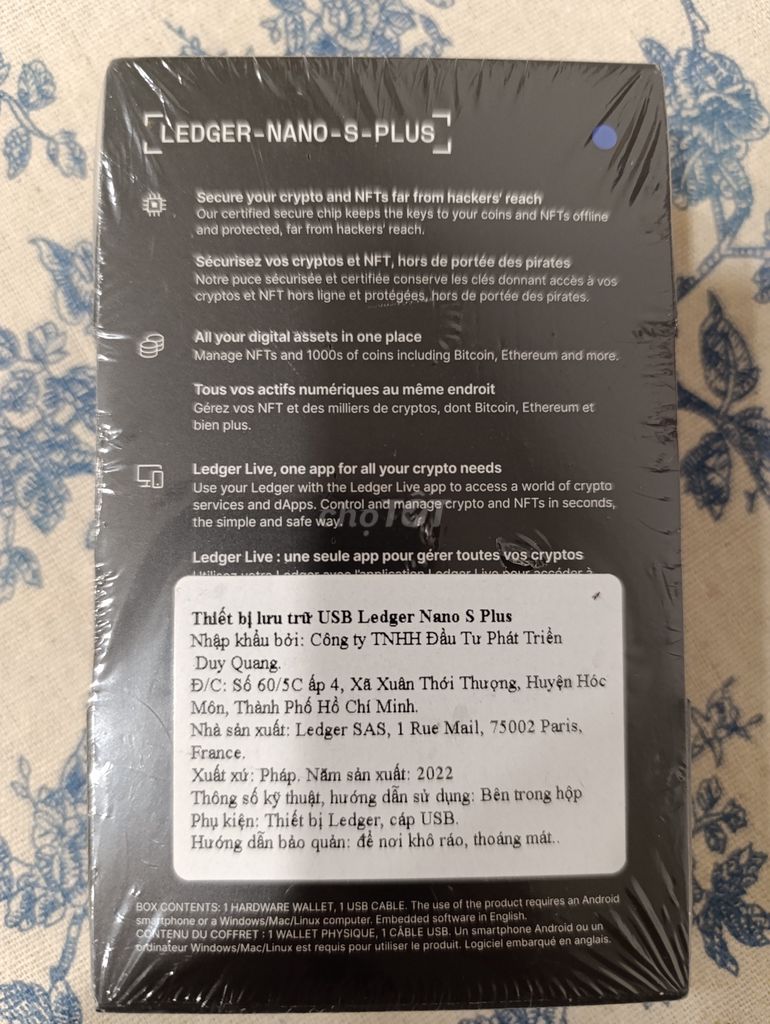 LEDGER-NANO-S-PLUS
Secure your crypto and NFTs far from hackers' reach
Our certified secure chip keeps the keys to your coins and NFTs offline
and protected, far from hackers' reach.
Sécurisez vos cryptos et NFT, hors de portée des pirates
Notre puce sécurisée et certifiée conserve les clés donnant accès à vos
cryptos et NFT hors ligne et protégées, hors de portée des pirates.
All your digital assets in one place
Manage NFTs and 1000s of coins including Bitcoin, Ethereum and more.
Tous vos actifs numériques au même endroit
Gérez vos NFT et des milliers de cryptos, dont Bitcoin, Ethereum et
bien plus.
Ledger Live, one app for all your crypto needs
Use your Ledger with the Ledger Live app to access a world of crypto
services and dApps. Control and manage crypto and NFTs in seconds,
the simple and safe way.
chợTỐT
Ledger Live : une seule app pour gérer toutes vos cryptos
Utilisez votre Ledger avec l'application Ledger Live pour accéder à
Thiết bị lưu trữ USB Ledger Nano S Plus
Nhập khẩu bởi: Công ty TNHH Đầu Tư Phát Triển
Duy Quang.
Đ/C: Số 60/5C ấp 4, Xã Xuân Thới Thượng, Huyện Hóc
Môn, Thành Phố Hồ Chí Minh.
Nhà sản xuất: Ledger SAS, 1 Rue Mail, 75002 Paris,
France.
Xuất xứ: Pháp. Năm sản xuất: 2022
Thông số kỹ thuật, hướng dẫn sử dụng: Bên trong hộp
Phụ kiện: Thiết bị Ledger, cáp USB.
Hướng dẫn bảo quản: để nơi khô ráo, thoáng mát..
BOX CONTENTS: 1 HARDWARE WALLET, 1 USB CABLE. The use of the product requires an Android
smartphone or a Windows/Mac/Linux computer. Embedded software in English.
CONTENU DU COFFRET : 1 WALLET PHYSIQUE, 1 CÂBLE USB. Un smartphone Android ou un
ordinateur Windows/Mac/Linux est requis pour utiliser le produit. Logiciel embarqué en anglais.